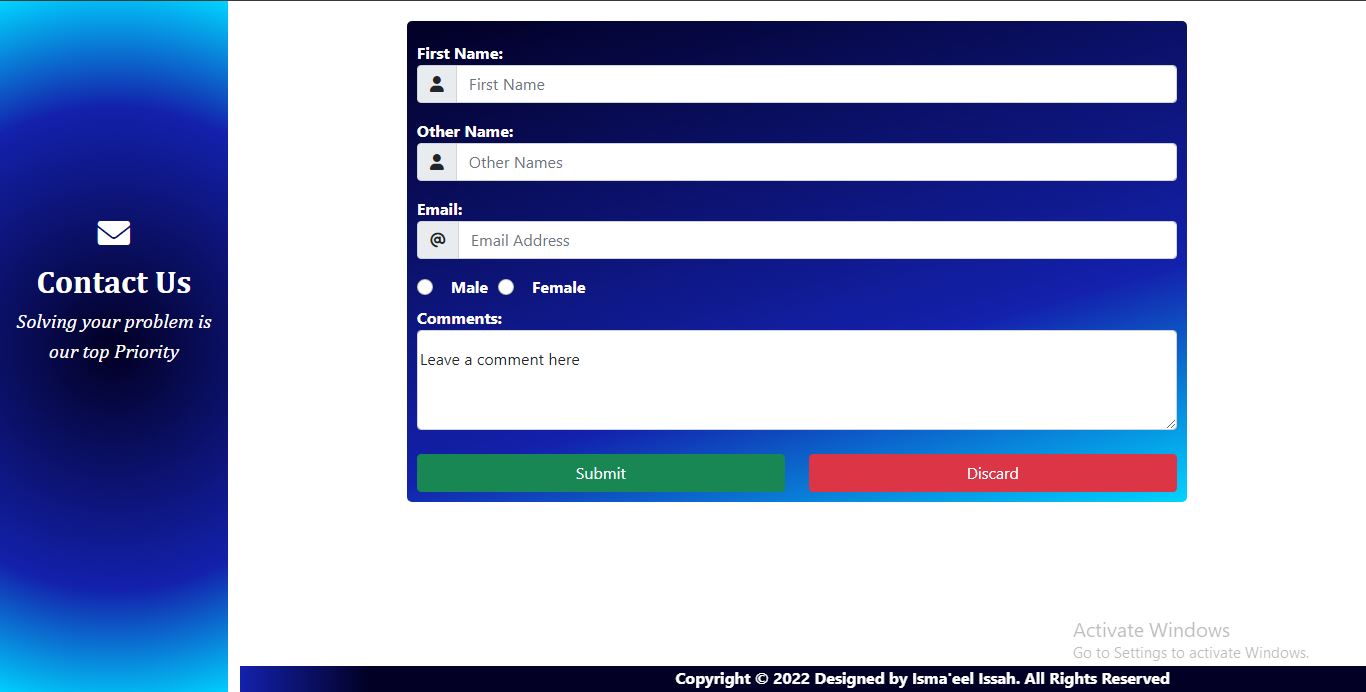 Contact Us
Solving your problem is
our top Priority
First Name:
First Name
Other Name:
Other Names
Email:
@ Email Address
Male Female
Comments:
Leave a comment here
Submit Discard
Activate Windows
Go to Settings to activate Windows.
Copyright © 2022 Designed by Isma'eel Issah. All Rights Reserved